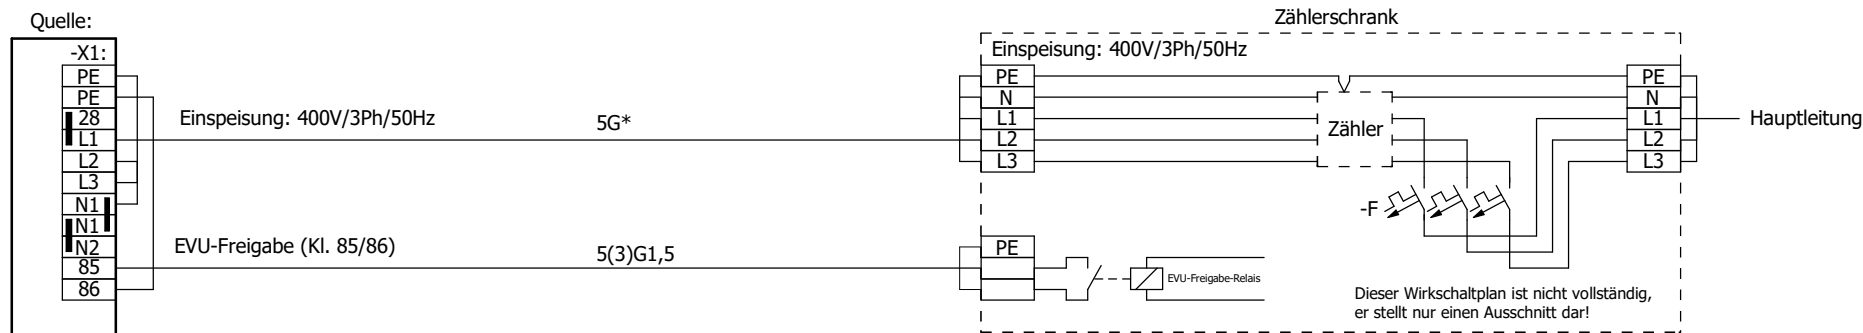 Quelle:
-X1:
PE
PE
28
L1
L2
L3
N1
N1
N2
85
86
Einspeisung: 400V/3Ph/50Hz
5G*
EVU-Freigabe (Kl. 85/86)
5(3)G1,5
Zählerschrank
Einspeisung: 400V/3Ph/50Hz
PE
N
L1
L2
L3
Zähler
-F
PE
N
L1
L2
L3
Hauptleitung
PE
EVU-Freigabe-Relais
Dieser Wirkschaltplan ist nicht vollständig,
er stellt nur einen Ausschnitt dar!